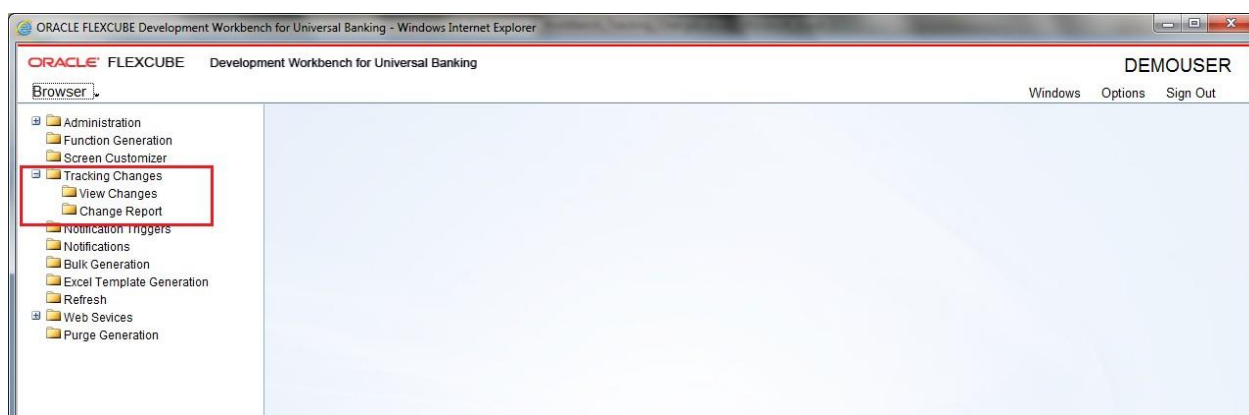 ORACLE FLEXCUBE Development Workbench for Universal Banking - Windows Internet Explorer
ORACLE FLEXCUBE Development Workbench for Universal Banking
DEMOUSER
Browser
Windows Options Sign Out
Administration
Function Generation
Screen Customizer
Tracking Changes
View Changes
Change Report
Notification Triggers
Notifications
Bulk Generation
Excel Template Generation
Refresh
Web Sevices
Purge Generation